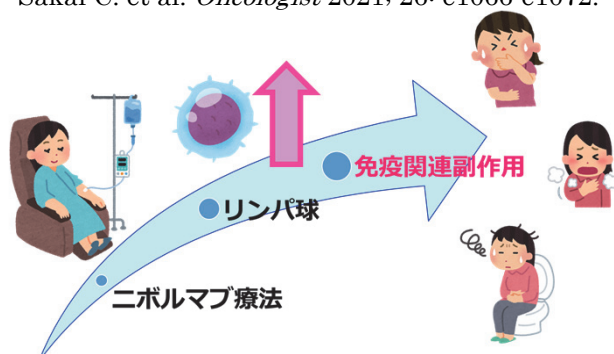 Sakai C. et al. Oncologist 2021; 26: e1066-e1072.
免疫関連副作用
リンパ球
ニボルマブ療法